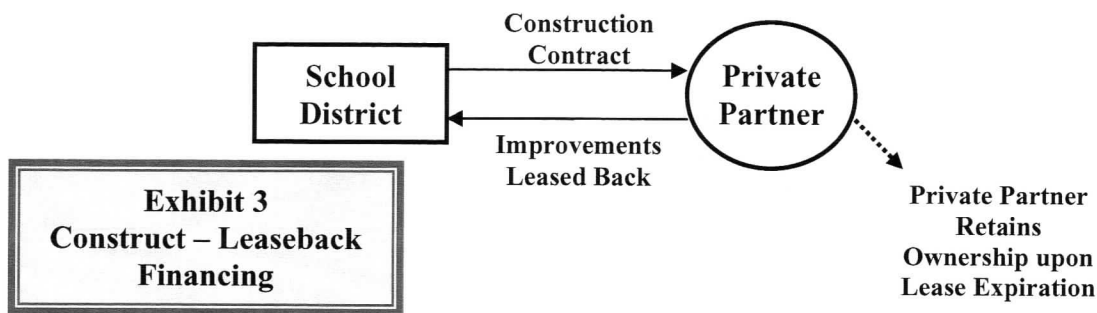 Construction
Contract
School
District
Private
Partner
Improvements
Leased Back
Exhibit 3
Construct – Leaseback
Financing
Private Partner
Retains
Ownership upon
Lease Expiration